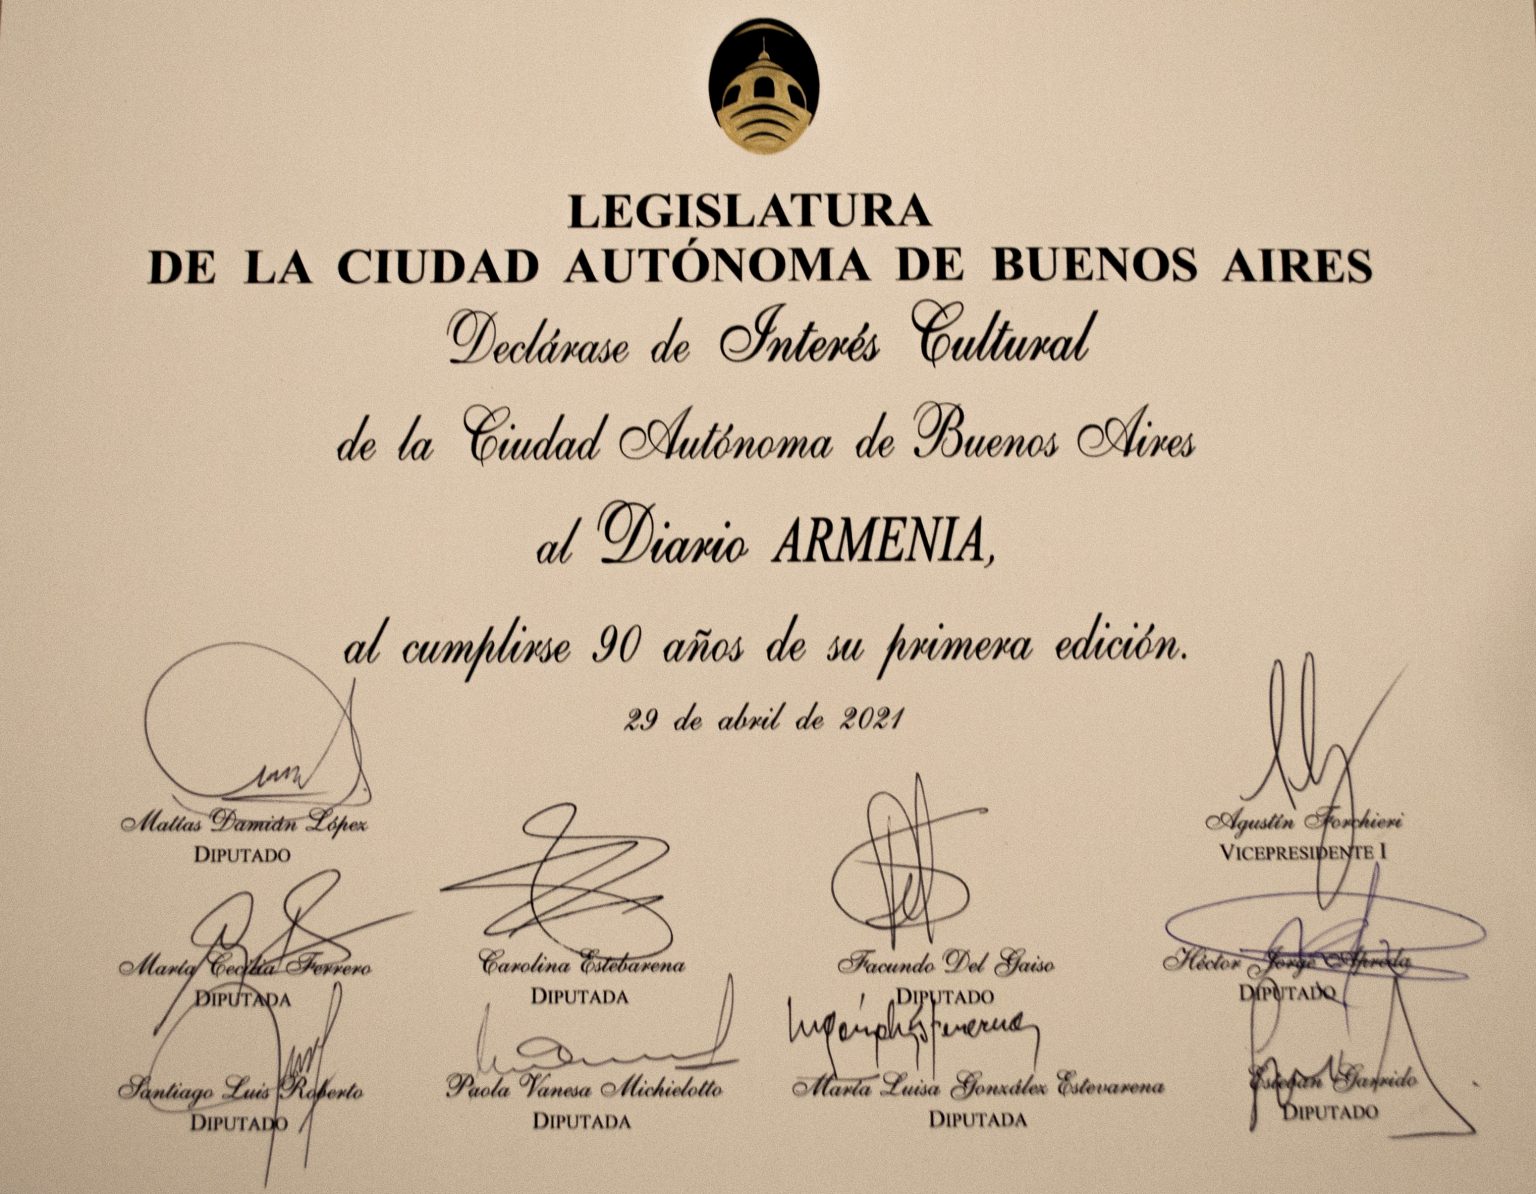 LEGISLATURA
DE LA CIUDAD AUTÓNOMA DE BUENOS AIRES
Declárase de Interés Cultural
de la Ciudad Autónoma de Buenos Aires
al Diario ARMENIA,
al cumplirse 90 años de su primera edición.
29 de abril de 2021
Matías Damián López
DIPUTADO
Agustín Forchieri
VICEPRESIDENTE I
María Cecilia Ferrero
DIPUTADA
Carolina Estebarena
DIPUTADA
Facundo Del Gaiso
DIPUTADO
Héctor Jorge Apreda
DIPUTADO
Santiago Luis Roberto
DIPUTADO
Paola Vanesa Michielotto
DIPUTADA
María Luisa González Estevarena
DIPUTADA
Esteban Garrido
DIPUTADO